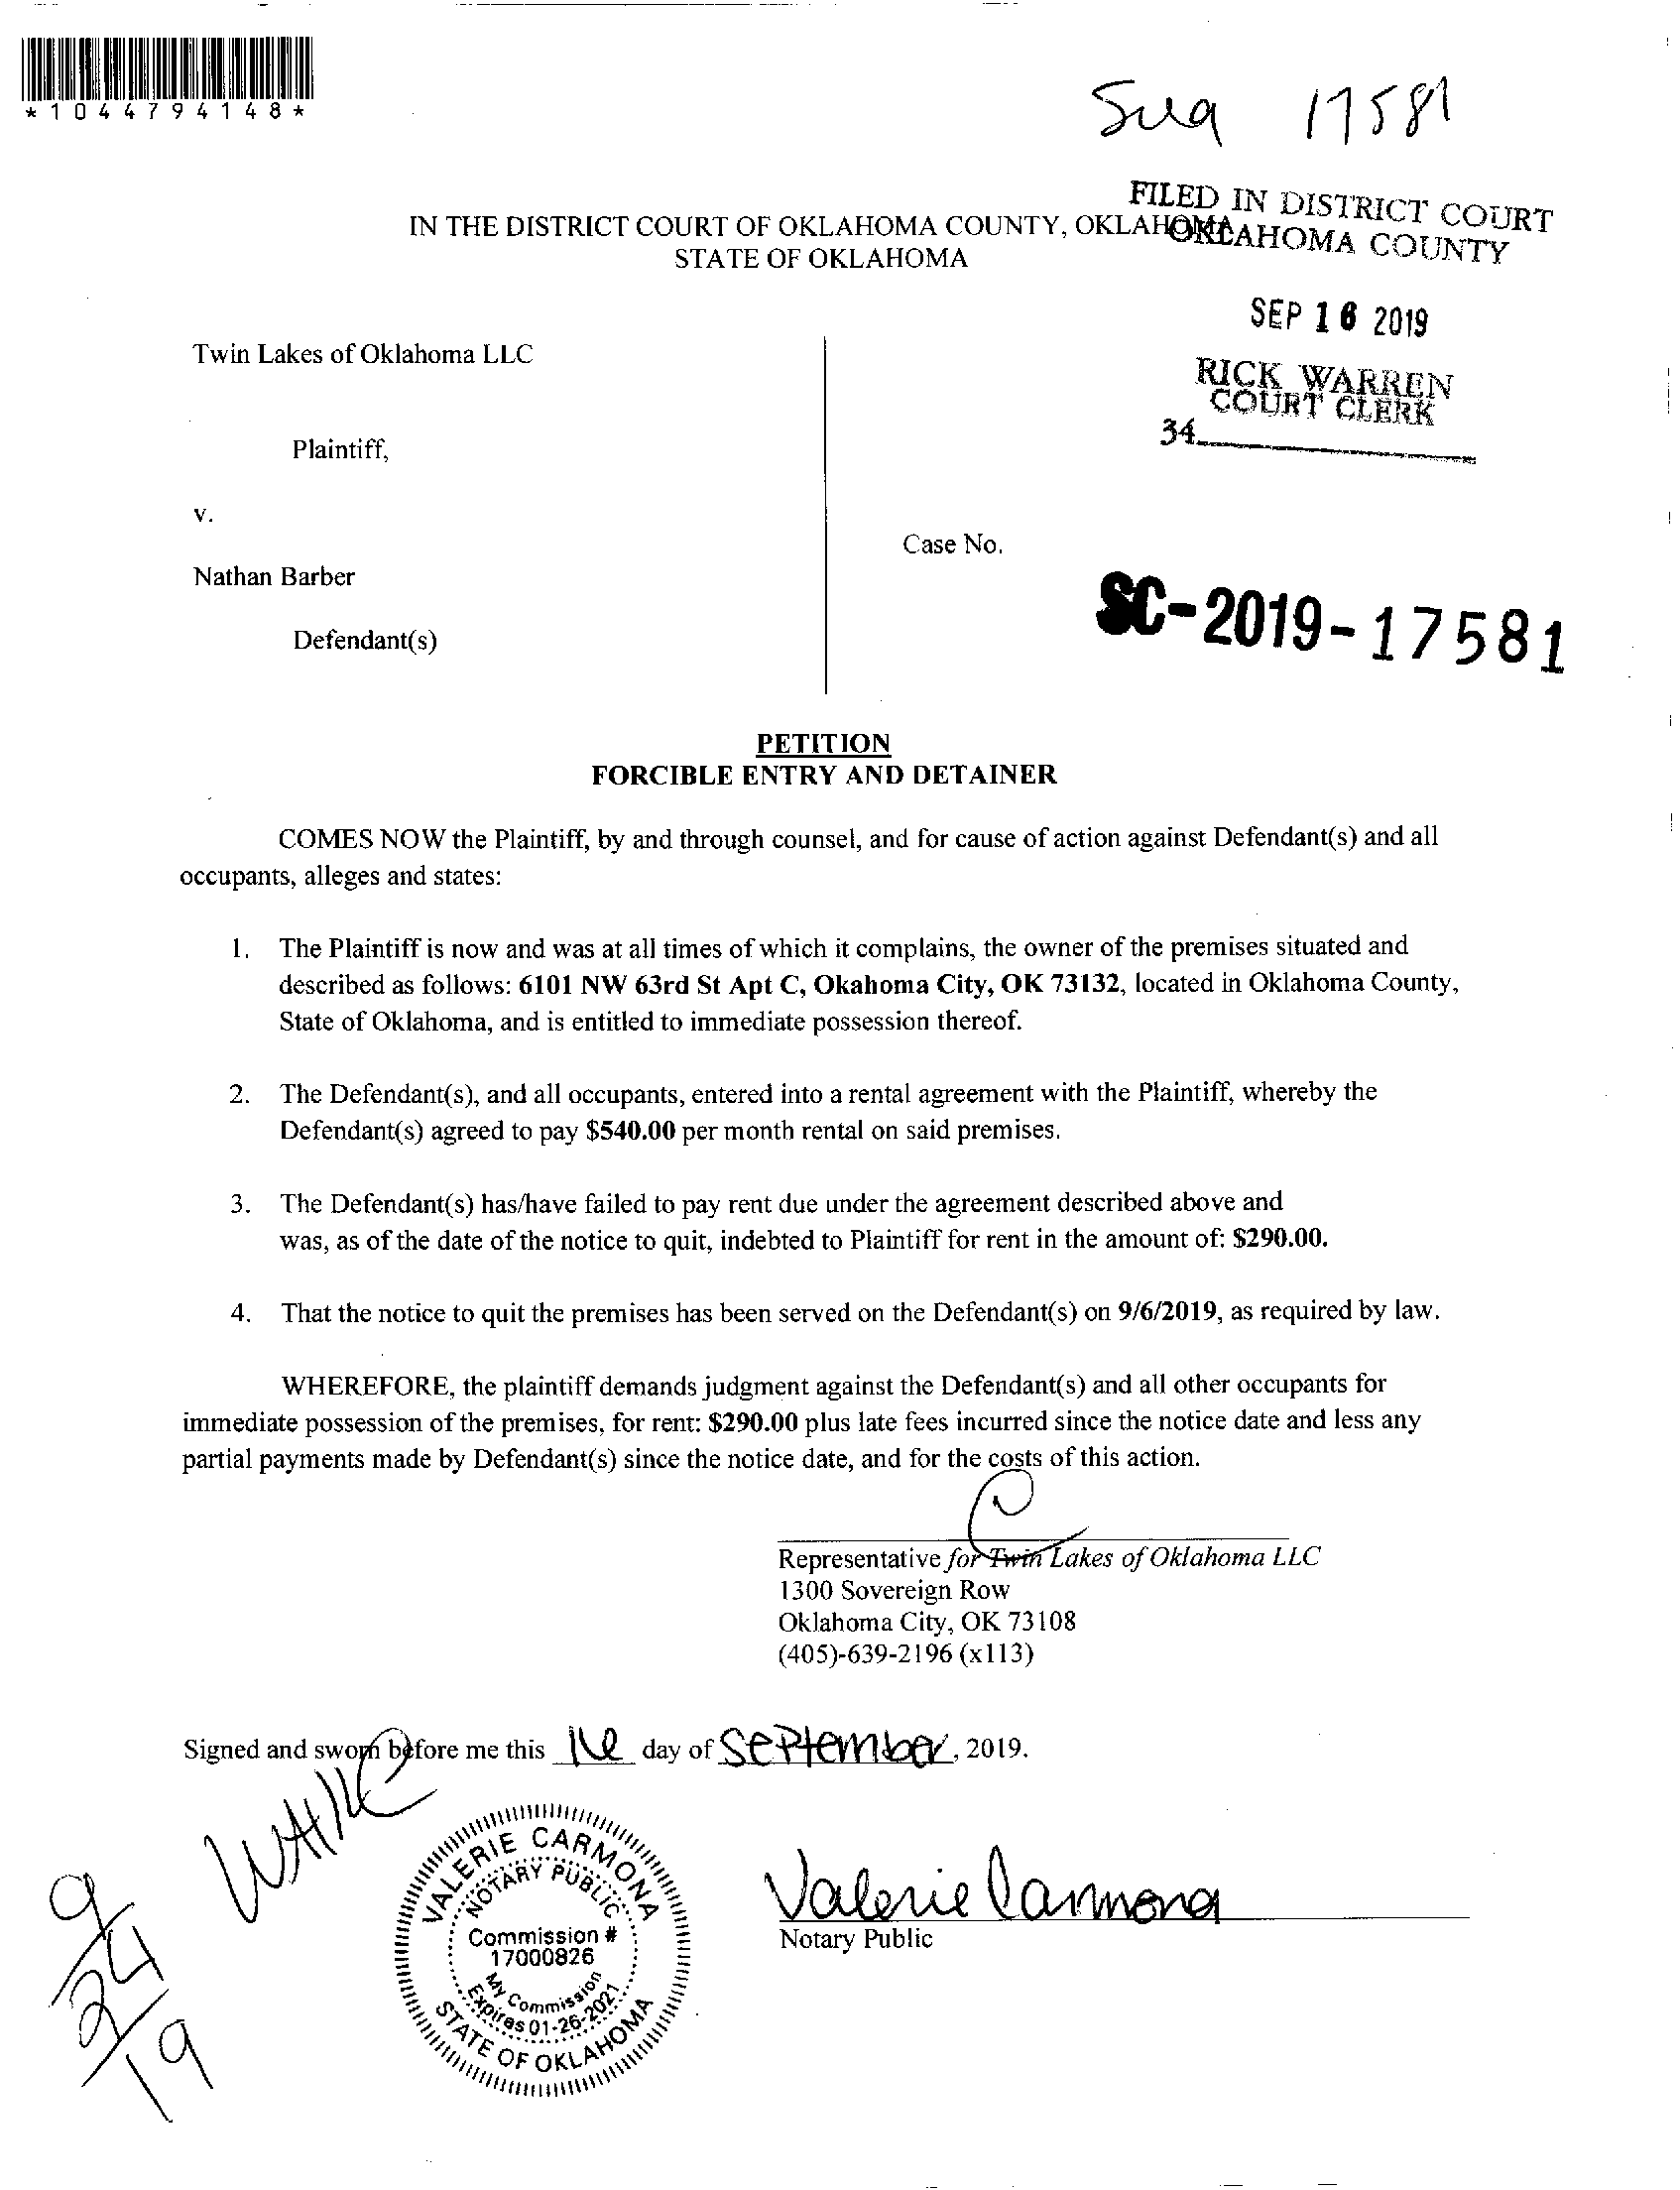 *1044794148*
Sug 17581
FILED IN DISTRICT COURT
OKLAHOMA COUNTY
IN THE DISTRICT COURT OF OKLAHOMA COUNTY, OKLAHOMA
STATE OF OKLAHOMA
SEP 16 2019
RICK WARREN
COURT CLERK
34
Twin Lakes of Oklahoma LLC
Plaintiff,
v.
Case No.
Nathan Barber
SC-2019-17581
Defendant(s)
PETITION
FORCIBLE ENTRY AND DETAINER
COMES NOW the Plaintiff, by and through counsel, and for cause of action against Defendant(s) and all
occupants, alleges and states:
1. The Plaintiff is now and was at all times of which it complains, the owner of the premises situated and
described as follows: 6101 NW 63rd St Apt C, Okahoma City, OK 73132, located in Oklahoma County,
State of Oklahoma, and is entitled to immediate possession thereof.
2. The Defendant(s), and all occupants, entered into a rental agreement with the Plaintiff, whereby the
Defendant(s) agreed to pay $540.00 per month rental on said premises.
3. The Defendant(s) has/have failed to pay rent due under the agreement described above and
was, as of the date of the notice to quit, indebted to Plaintiff for rent in the amount of: $290.00.
4. That the notice to quit the premises has been served on the Defendant(s) on 9/6/2019, as required by law.
WHEREFORE, the plaintiff demands judgment against the Defendant(s) and all other occupants for
immediate possession of the premises, for rent: $290.00 plus late fees incurred since the notice date and less any
partial payments made by Defendant(s) since the notice date, and for the costs of this action.
Representative for Twin Lakes of Oklahoma LLC
1300 Sovereign Row
Oklahoma City, OK 73108
(405)-639-2196 (x113)
Signed and sworn before me this 16 day of September, 2019.
VALERIE CARMONA
NOTARY PUBLIC
Commission #
17000826
My Commission
Expires 01-26-2021
STATE OF OKLAHOMA
Valerie Carmona
Notary Public
9/24/19